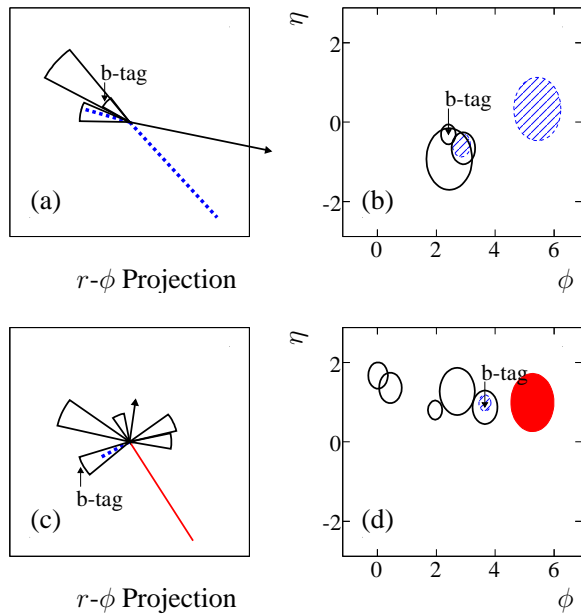 b-tag
(a)
r-ϕ Projection
η
2
0
-2
b-tag
(b)
0 2 4 6
ϕ
b-tag
(c)
r-ϕ Projection
η
2
0
-2
b-tag
(d)
0 2 4 6
ϕ